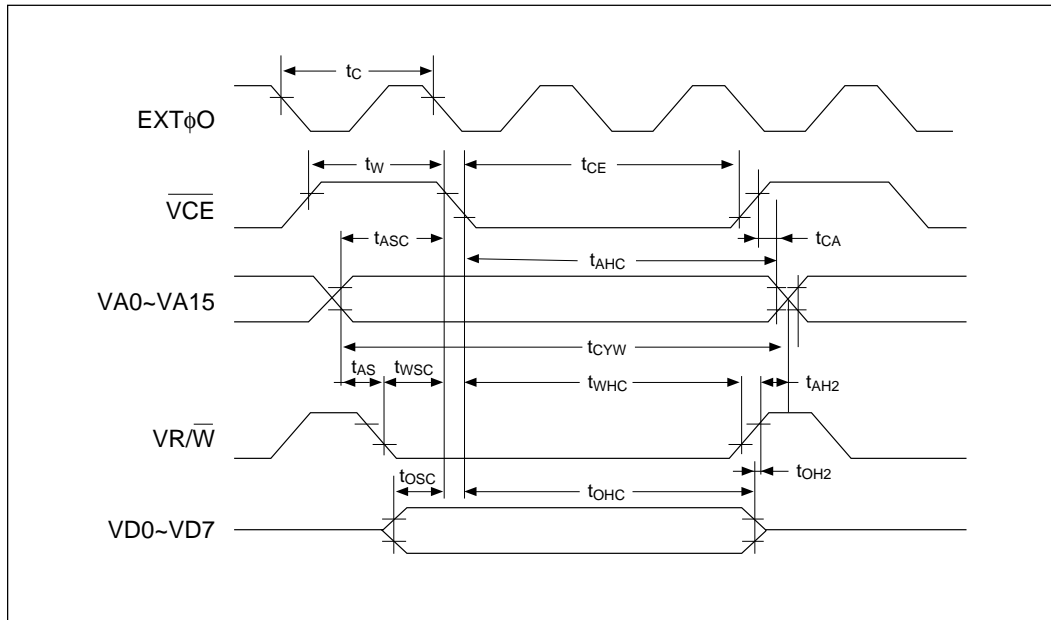 tC
EXTϕO
tW
tCE
V̅C̅E̅
tASC
tCA
tAHC
VA0~VA15
tCYW
tAS
tWSC
tWHC
tAH2
VR/W̅
tOSC
tOHC
tOH2
VD0~VD7